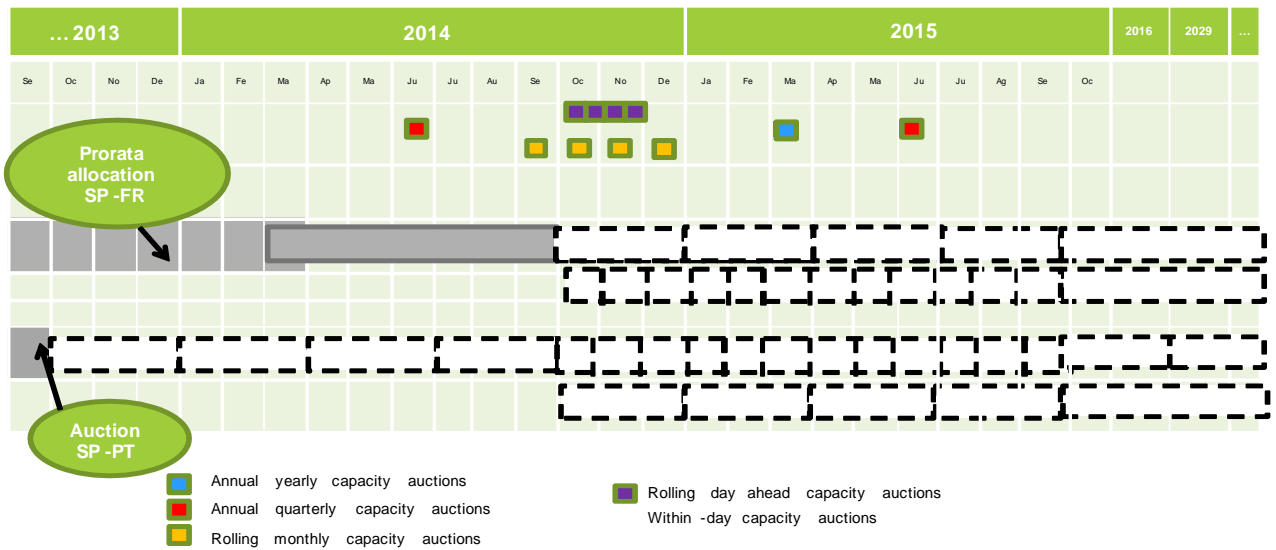 ... 2013 2014 2015 2016 2029 ...
Se Oc No De Ja Fe Ma Ap Ma Ju Ju Au Se Oc No De Ja Fe Ma Ap Ma Ju Ju Ag Se Oc
Prorata
allocation
SP -FR
Auction
SP -PT
Annual yearly capacity auctions
Annual quarterly capacity auctions
Rolling monthly capacity auctions
Rolling day ahead capacity auctions
Within -day capacity auctions